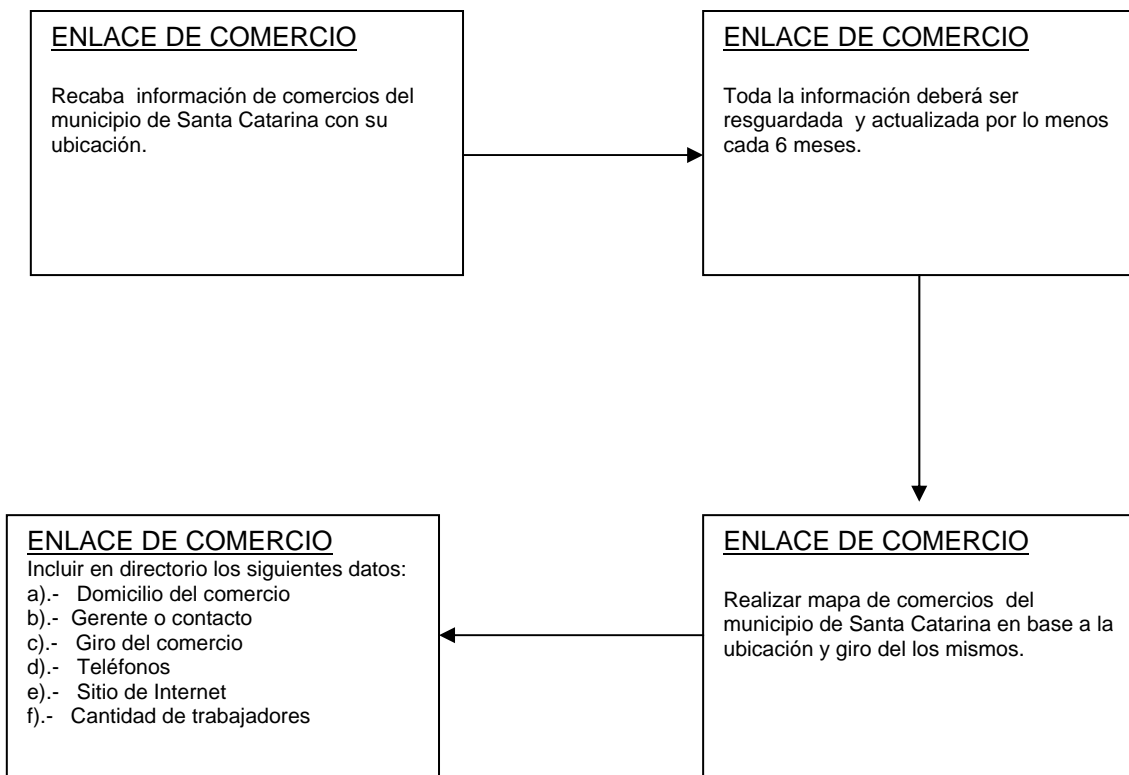 ENLACE DE COMERCIO
Recaba  información de comercios del
municipio de Santa Catarina con su
ubicación.
ENLACE DE COMERCIO
Toda la información deberá ser
resguardada  y actualizada por lo menos
cada 6 meses.
ENLACE DE COMERCIO
Realizar mapa de comercios  del
municipio de Santa Catarina en base a la
ubicación y giro del los mismos.
ENLACE DE COMERCIO
Incluir en directorio los siguientes datos:
a).-   Domicilio del comercio
b).-   Gerente o contacto
c).-   Giro del comercio
d).-   Teléfonos
e).-   Sitio de Internet
f).-   Cantidad de trabajadores